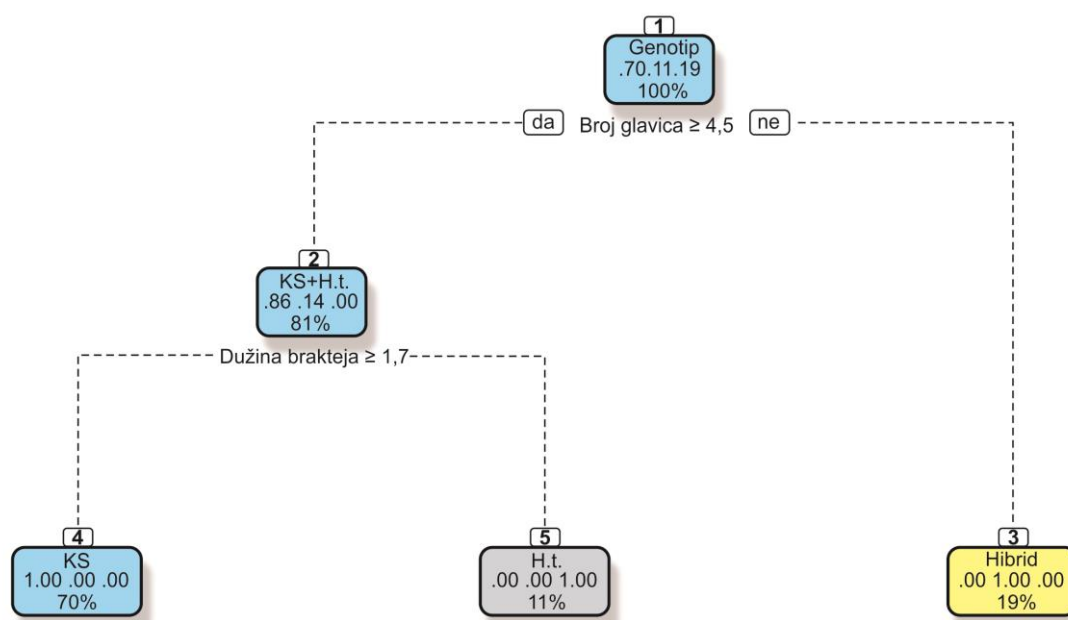 1
Genotip
.70.11.19
100%
da Broj glavica ≥ 4,5 ne
2
KS+H.t.
.86 .14 .00
81%
Dužina brakteja ≥ 1,7
4
KS
1.00 .00 .00
70%
5
H.t.
.00 .00 1.00
11%
3
Hibrid
.00 1.00 .00
19%